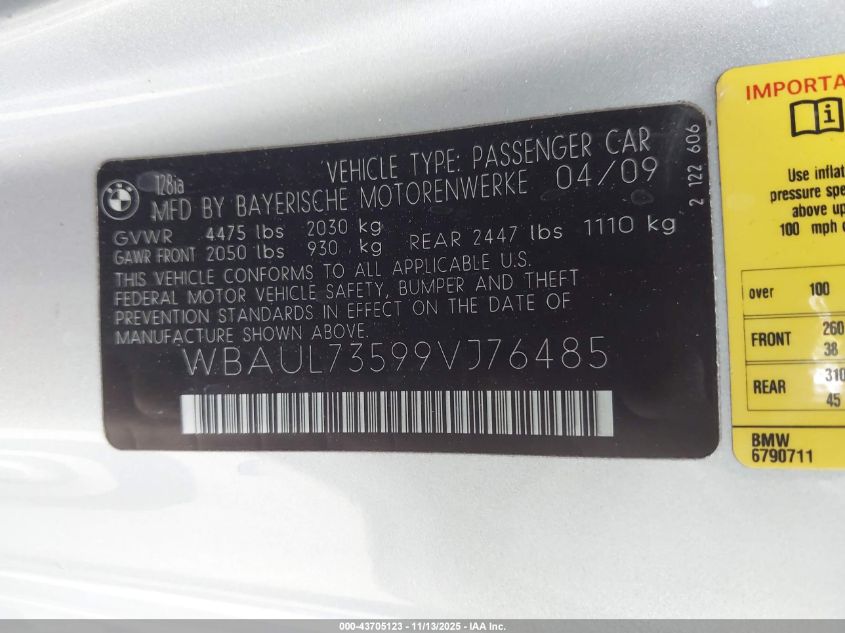 128ia
VEHICLE TYPE: PASSENGER CAR
MFD BY BAYERISCHE MOTORENWERKE 04/09
GVWR 4475 lbs 2030 kg
GAWR FRONT 2050 lbs 930 kg REAR 2447 lbs 1110 kg
THIS VEHICLE CONFORMS TO ALL APPLICABLE U.S.
FEDERAL MOTOR VEHICLE SAFETY, BUMPER AND THEFT
PREVENTION STANDARDS IN EFFECT ON THE DATE OF
MANUFACTURE SHOWN ABOVE.
WBAUL73599VJ76485
2 122 606
IMPORTA
Use inflat
pressure spe
above up
100 mph
over 100
FRONT 260
38
REAR 310
45
BMW
6790711
000-43705123 - 11/13/2025 - IAA Inc.